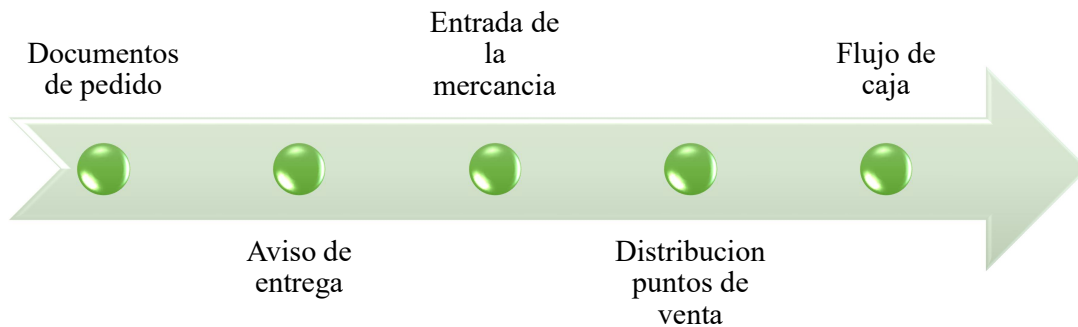 Documentos
de pedido
Aviso de
entrega
Entrada de
la
mercancia
Distribucion
puntos de
venta
Flujo de
caja